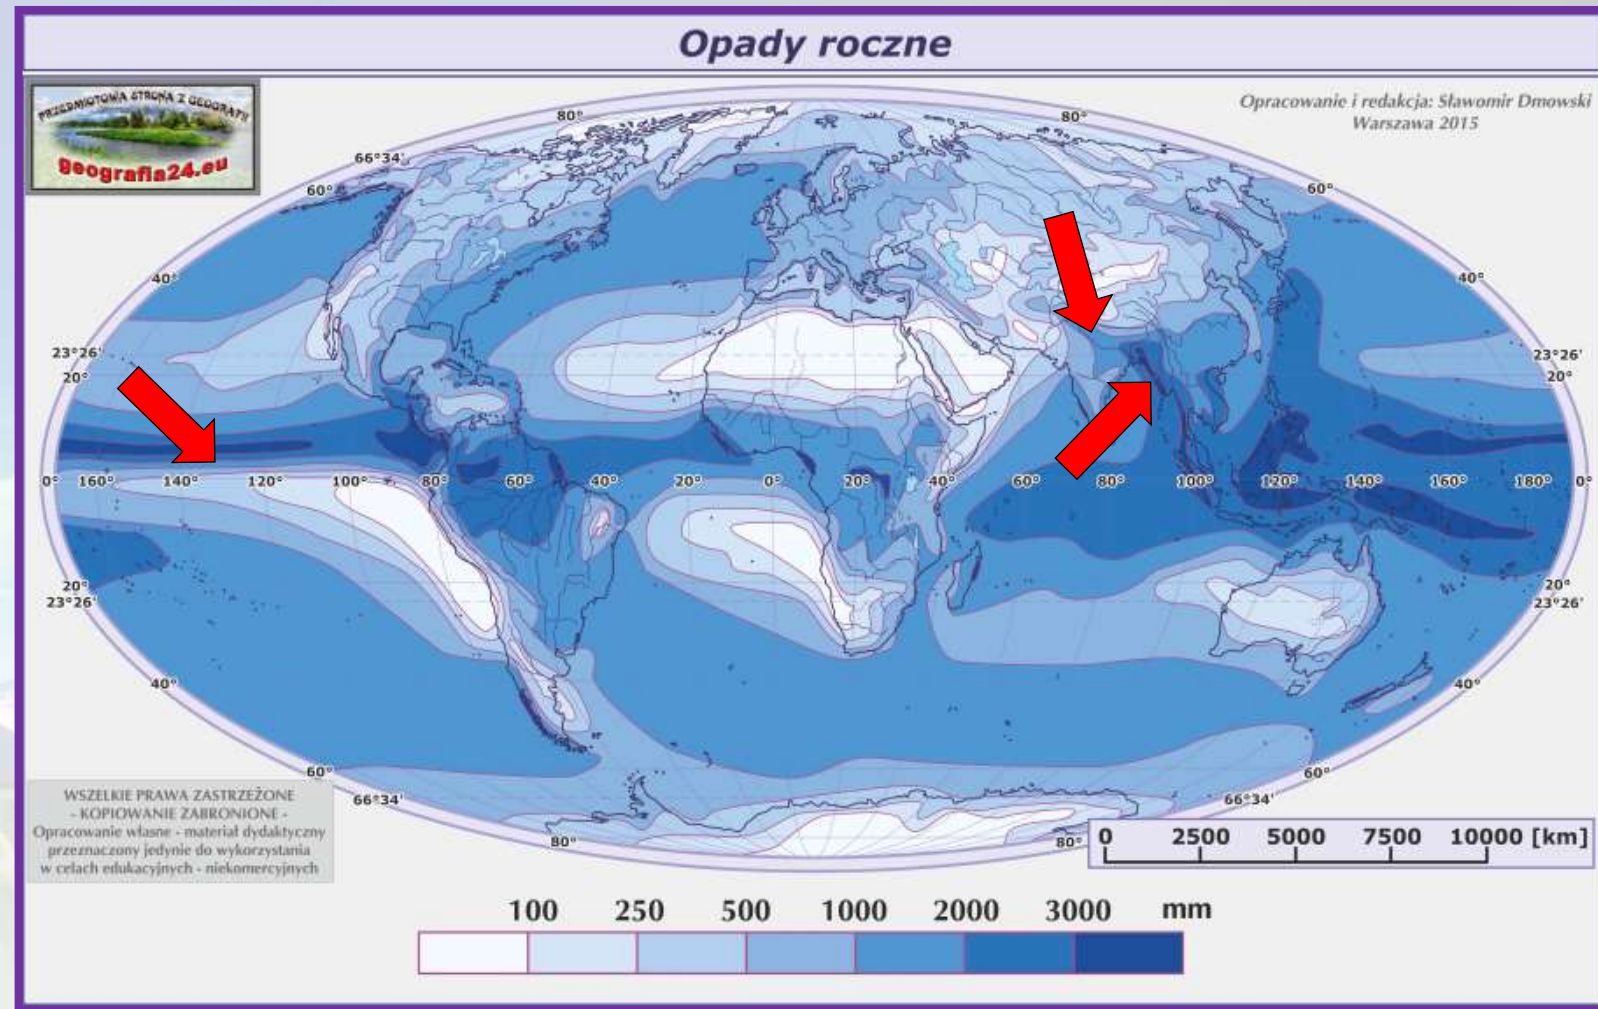 Opady roczne
PRZEDMIOTOWA STRONA Z GEOGRAFII
geografia24.eu
Opracowanie i redakcja: Sławomir Dmowski
Warszawa 2015
80° 80°
66°34'
60° 60°
40° 40°
23°26' 23°26'
20° 20°
0° 160° 140° 120° 100° 80° 60° 40° 20° 0° 20° 40° 60° 80° 100° 120° 140° 160° 180° 0°
20° 20°
23°26' 23°26'
40° 40°
60° 60°
66°34' 66°34'
80° 80°
WSZELKIE PRAWA ZASTRZEŻONE
- KOPIOWANIE ZABRONIONE -
Opracowanie własne - materiał dydaktyczny
przeznaczony jedynie do wykorzystania
w celach edukacyjnych - niekomercyjnych
0 2500 5000 7500 10000 [km]
100 250 500 1000 2000 3000 mm